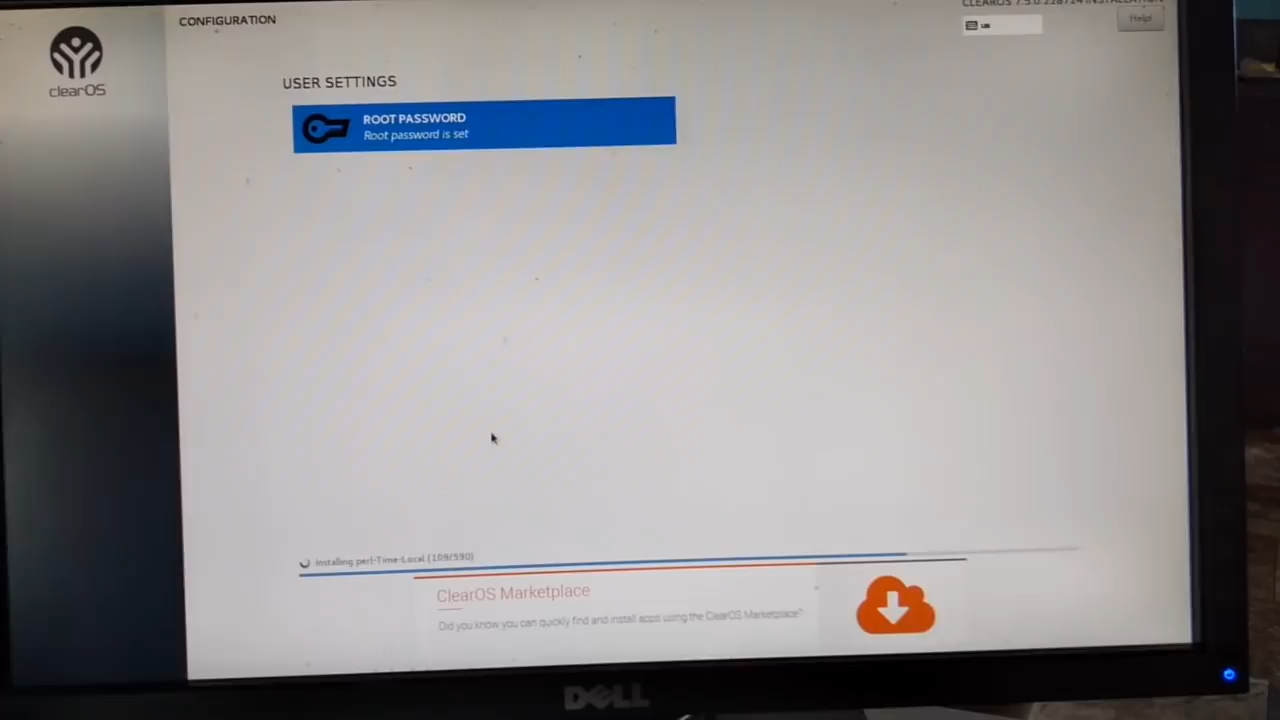 CONFIGURATION
clearOS
us
Help!
USER SETTINGS
ROOT PASSWORD
Root password is set
Installing perl-Time-Local (109/590)
ClearOS Marketplace
Did you know you can quickly find and install apps using the ClearOS Marketplace?
DELL